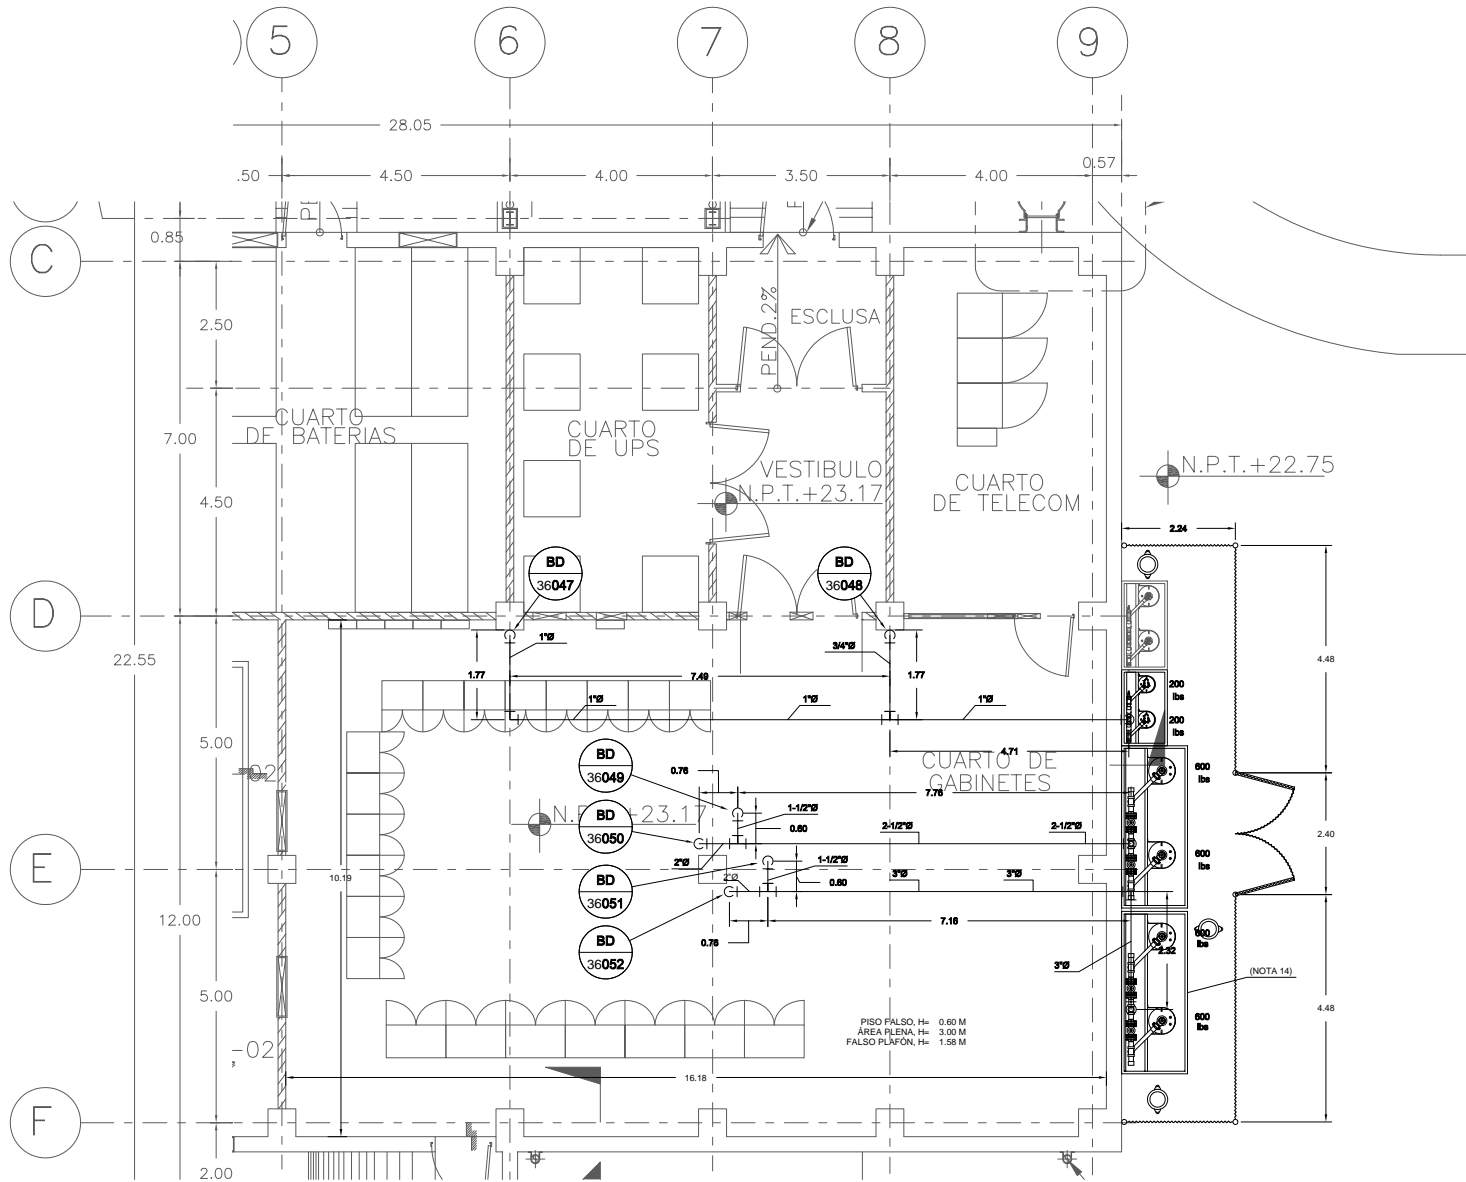 5
6
7
8
9
28.05
.50
4.50
4.00
3.50
4.00
0.57
0.85
C
2.50
7.00
4.50
PEND.2%
ESCLUSA
CUARTO
DE BATERIAS
CUARTO
DE UPS
VESTIBULO
N.P.T.+23.17
CUARTO
DE TELECOM
N.P.T.+22.75
2.24
BD
36047
BD
36048
D
22.55
1"Ø
3/4"Ø
1.77
7.49
1.77
1"Ø
1"Ø
1"Ø
4.48
200
lbs
200
lbs
5.00
-02
BD
36049
0.76
4.71
CUARTO DE
GABINETES
7.76
600
lbs
N.P.T.+23.17
BD
36050
1-1/2"Ø
0.60
2-1/2"Ø
2-1/2"Ø
2.40
E
2"Ø
1-1/2"Ø
600
lbs
10.19
BD
36051
2"Ø
0.60
3"Ø
3"Ø
12.00
7.16
0.76
600
lbs
2.32
BD
36052
3"Ø
(NOTA 14)
5.00
4.48
600
lbs
PISO FALSO, H= 0.60 M
ÁREA PLENA, H= 3.00 M
FALSO PLAFÓN, H= 1.58 M
-02
16.18
F
2.00